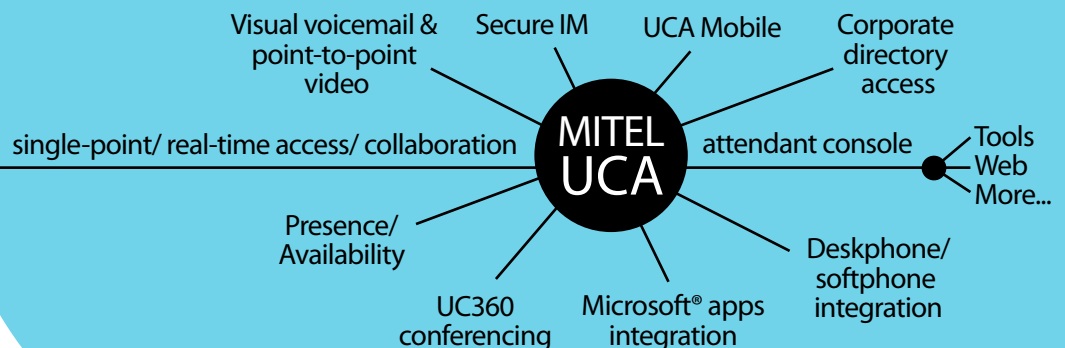 Visual voicemail &
point-to-point
video
Secure IM
UCA Mobile
Corporate
directory
access
single-point/ real-time access/ collaboration
MITEL
UCA
attendant console
Tools
Web
More...
Presence/
Availability
UC360
conferencing
Microsoft® apps
integration
Deskphone/
softphone
integration